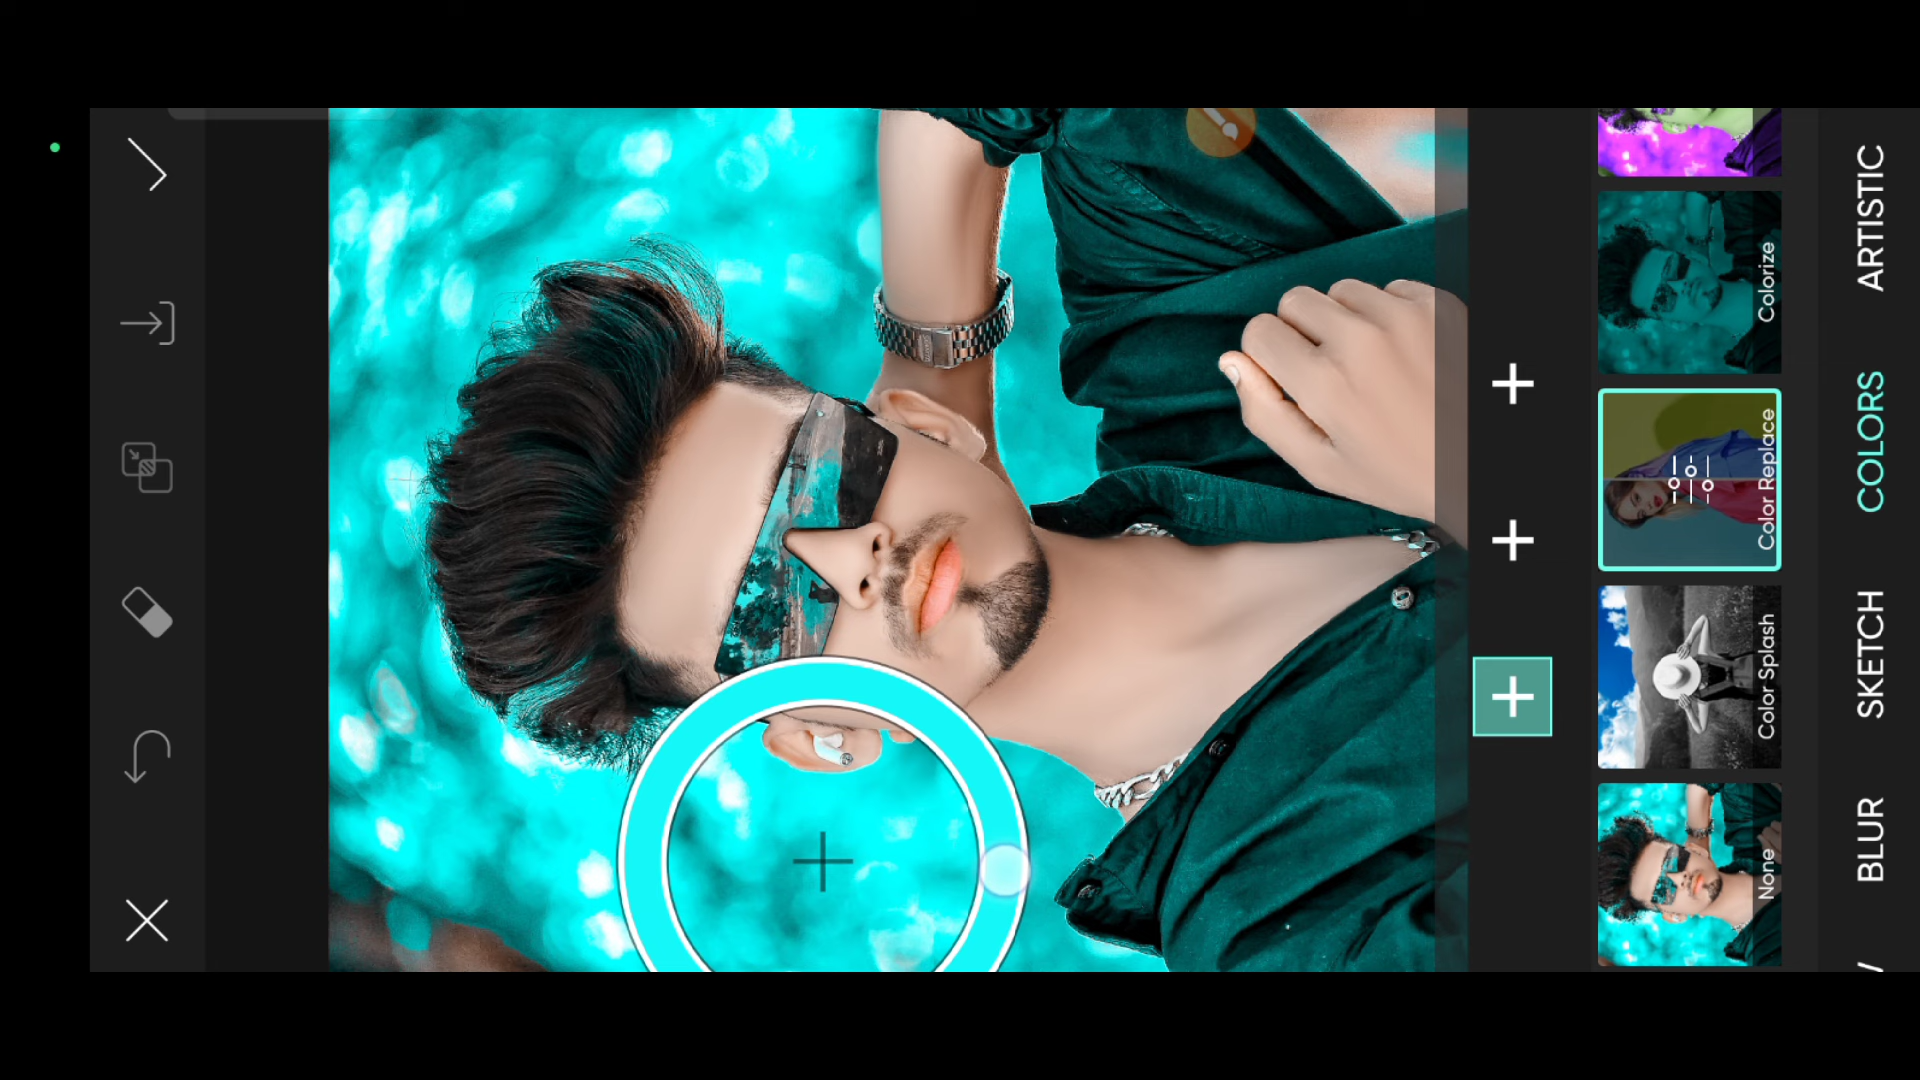 None
Color Splash
Color Replace
Colorize
BLUR
SKETCH
COLORS
ARTISTIC